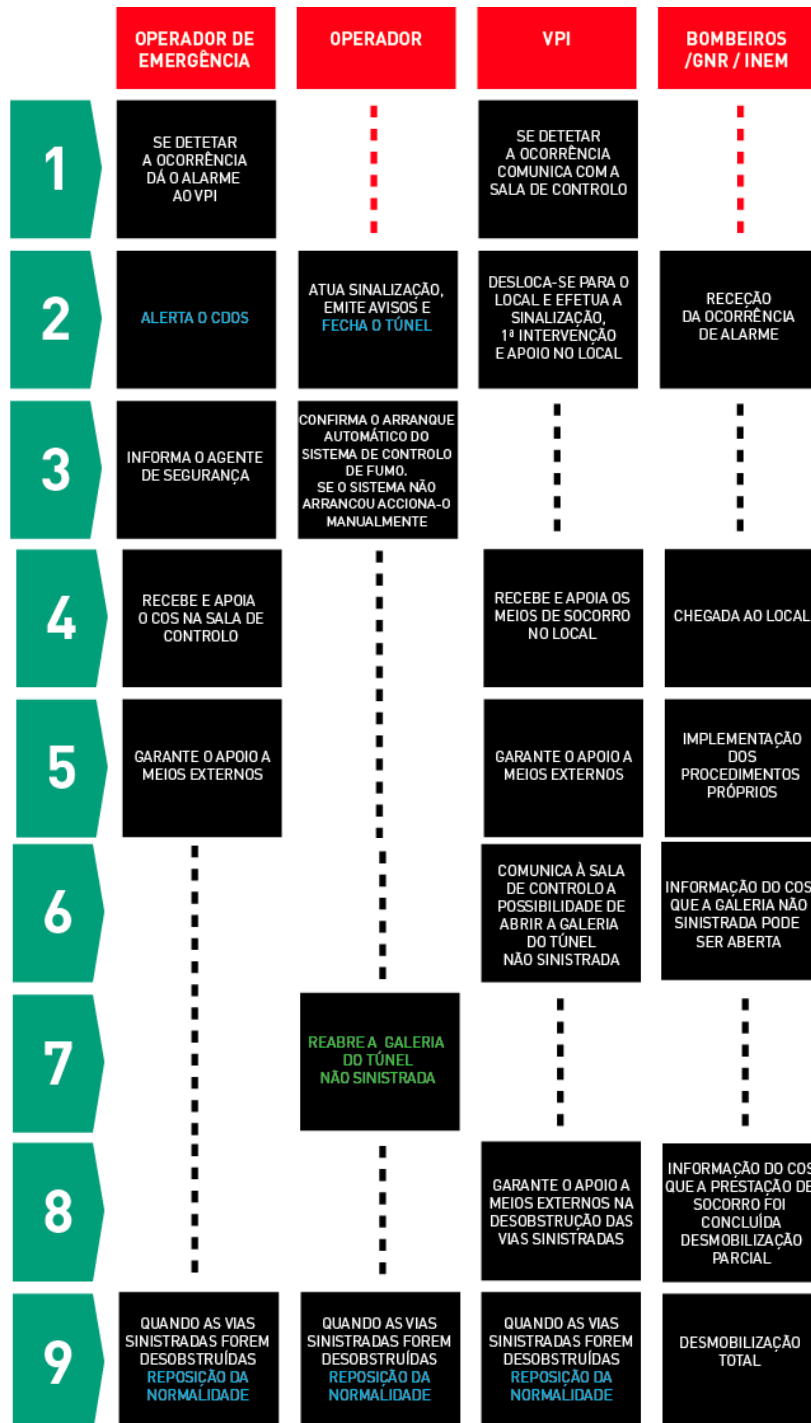 OPERADOR DE
EMERGÊNCIA
OPERADOR
VPI
BOMBEIROS
/GNR / INEM
1
SE DETETAR
A OCORRÊNCIA
DÁ O ALARME
AO VPI
SE DETETAR
A OCORRÊNCIA
COMUNICA COM A
SALA DE CONTROLO
2
ALERTA O CDOS
ATUA SINALIZAÇÃO,
EMITE AVISOS E
FECHA O TÚNEL
DESLOCA-SE PARA O
LOCAL E EFETUA A
SINALIZAÇÃO,
1ª INTERVENÇÃO
E APOIO NO LOCAL
RECEÇÃO
DA OCORRÊNCIA
DE ALARME
3
INFORMA O AGENTE
DE SEGURANÇA
CONFIRMA O ARRANQUE
AUTOMÁTICO DO
SISTEMA DE CONTROLO
DE FUMO.
SE O SISTEMA NÃO
ARRANCOU ACCIONA-O
MANUALMENTE
4
RECEBE E APOIA
O COS NA SALA DE
CONTROLO
RECEBE E APOIA OS
MEIOS DE SOCORRO
NO LOCAL
CHEGADA AO LOCAL
5
GARANTE O APOIO A
MEIOS EXTERNOS
GARANTE O APOIO A
MEIOS EXTERNOS
IMPLEMENTAÇÃO
DOS
PROCEDIMENTOS
PRÓPRIOS
6
COMUNICA À SALA
DE CONTROLO A
POSSIBILIDADE DE
ABRIR A GALERIA
DO TÚNEL
NÃO SINISTRADA
INFORMAÇÃO DO COS
QUE A GALERIA NÃO
SINISTRADA PODE
SER ABERTA
7
REABRE A GALERIA
DO TÚNEL
NÃO SINISTRADA
8
GARANTE O APOIO A
MEIOS EXTERNOS NA
DESOBSTRUÇÃO DAS
VIAS SINISTRADAS
INFORMAÇÃO DO COS
QUE A PRESTAÇÃO DE
SOCORRO FOI
CONCLUÍDA
DESMOBILIZAÇÃO
PARCIAL
9
QUANDO AS VIAS
SINISTRADAS FOREM
DESOBSTRUÍDAS
REPOSIÇÃO DA
NORMALIDADE
QUANDO AS VIAS
SINISTRADAS FOREM
DESOBSTRUÍDAS
REPOSIÇÃO DA
NORMALIDADE
QUANDO AS VIAS
SINISTRADAS FOREM
DESOBSTRUÍDAS
REPOSIÇÃO DA
NORMALIDADE
DESMOBILIZAÇÃO
TOTAL